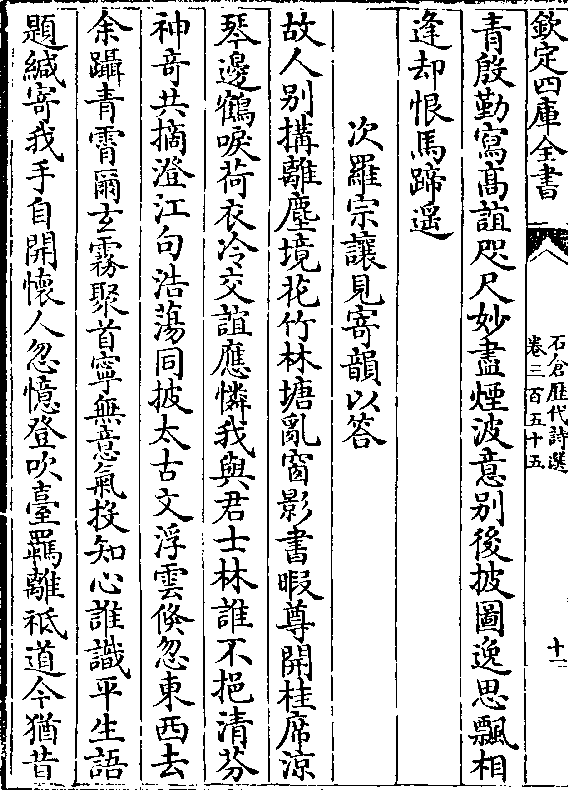 欽定四庫全書
石倉歷代詩選
卷三百五十五
十一
青殷勤寫髙誼咫尺妙盡煙波意别後披圖逸思飄相
逢却恨馬蹄遥
次羅宗讓見寄韻以答
故人别搆離塵境花竹林塘亂窗影書暇尊開桂席涼
琴邊鶴唳荷衣冷交誼應憐我與君士林誰不挹清芬
神竒共摘澄江句浩蕩同披太古文浮雲倏忽東西去
余躡青霄爾玄霧聚首寧無意氣投知心誰識平生語
題緘寄我手自開懷人忽憶登吹臺羈離秪道今猶昔